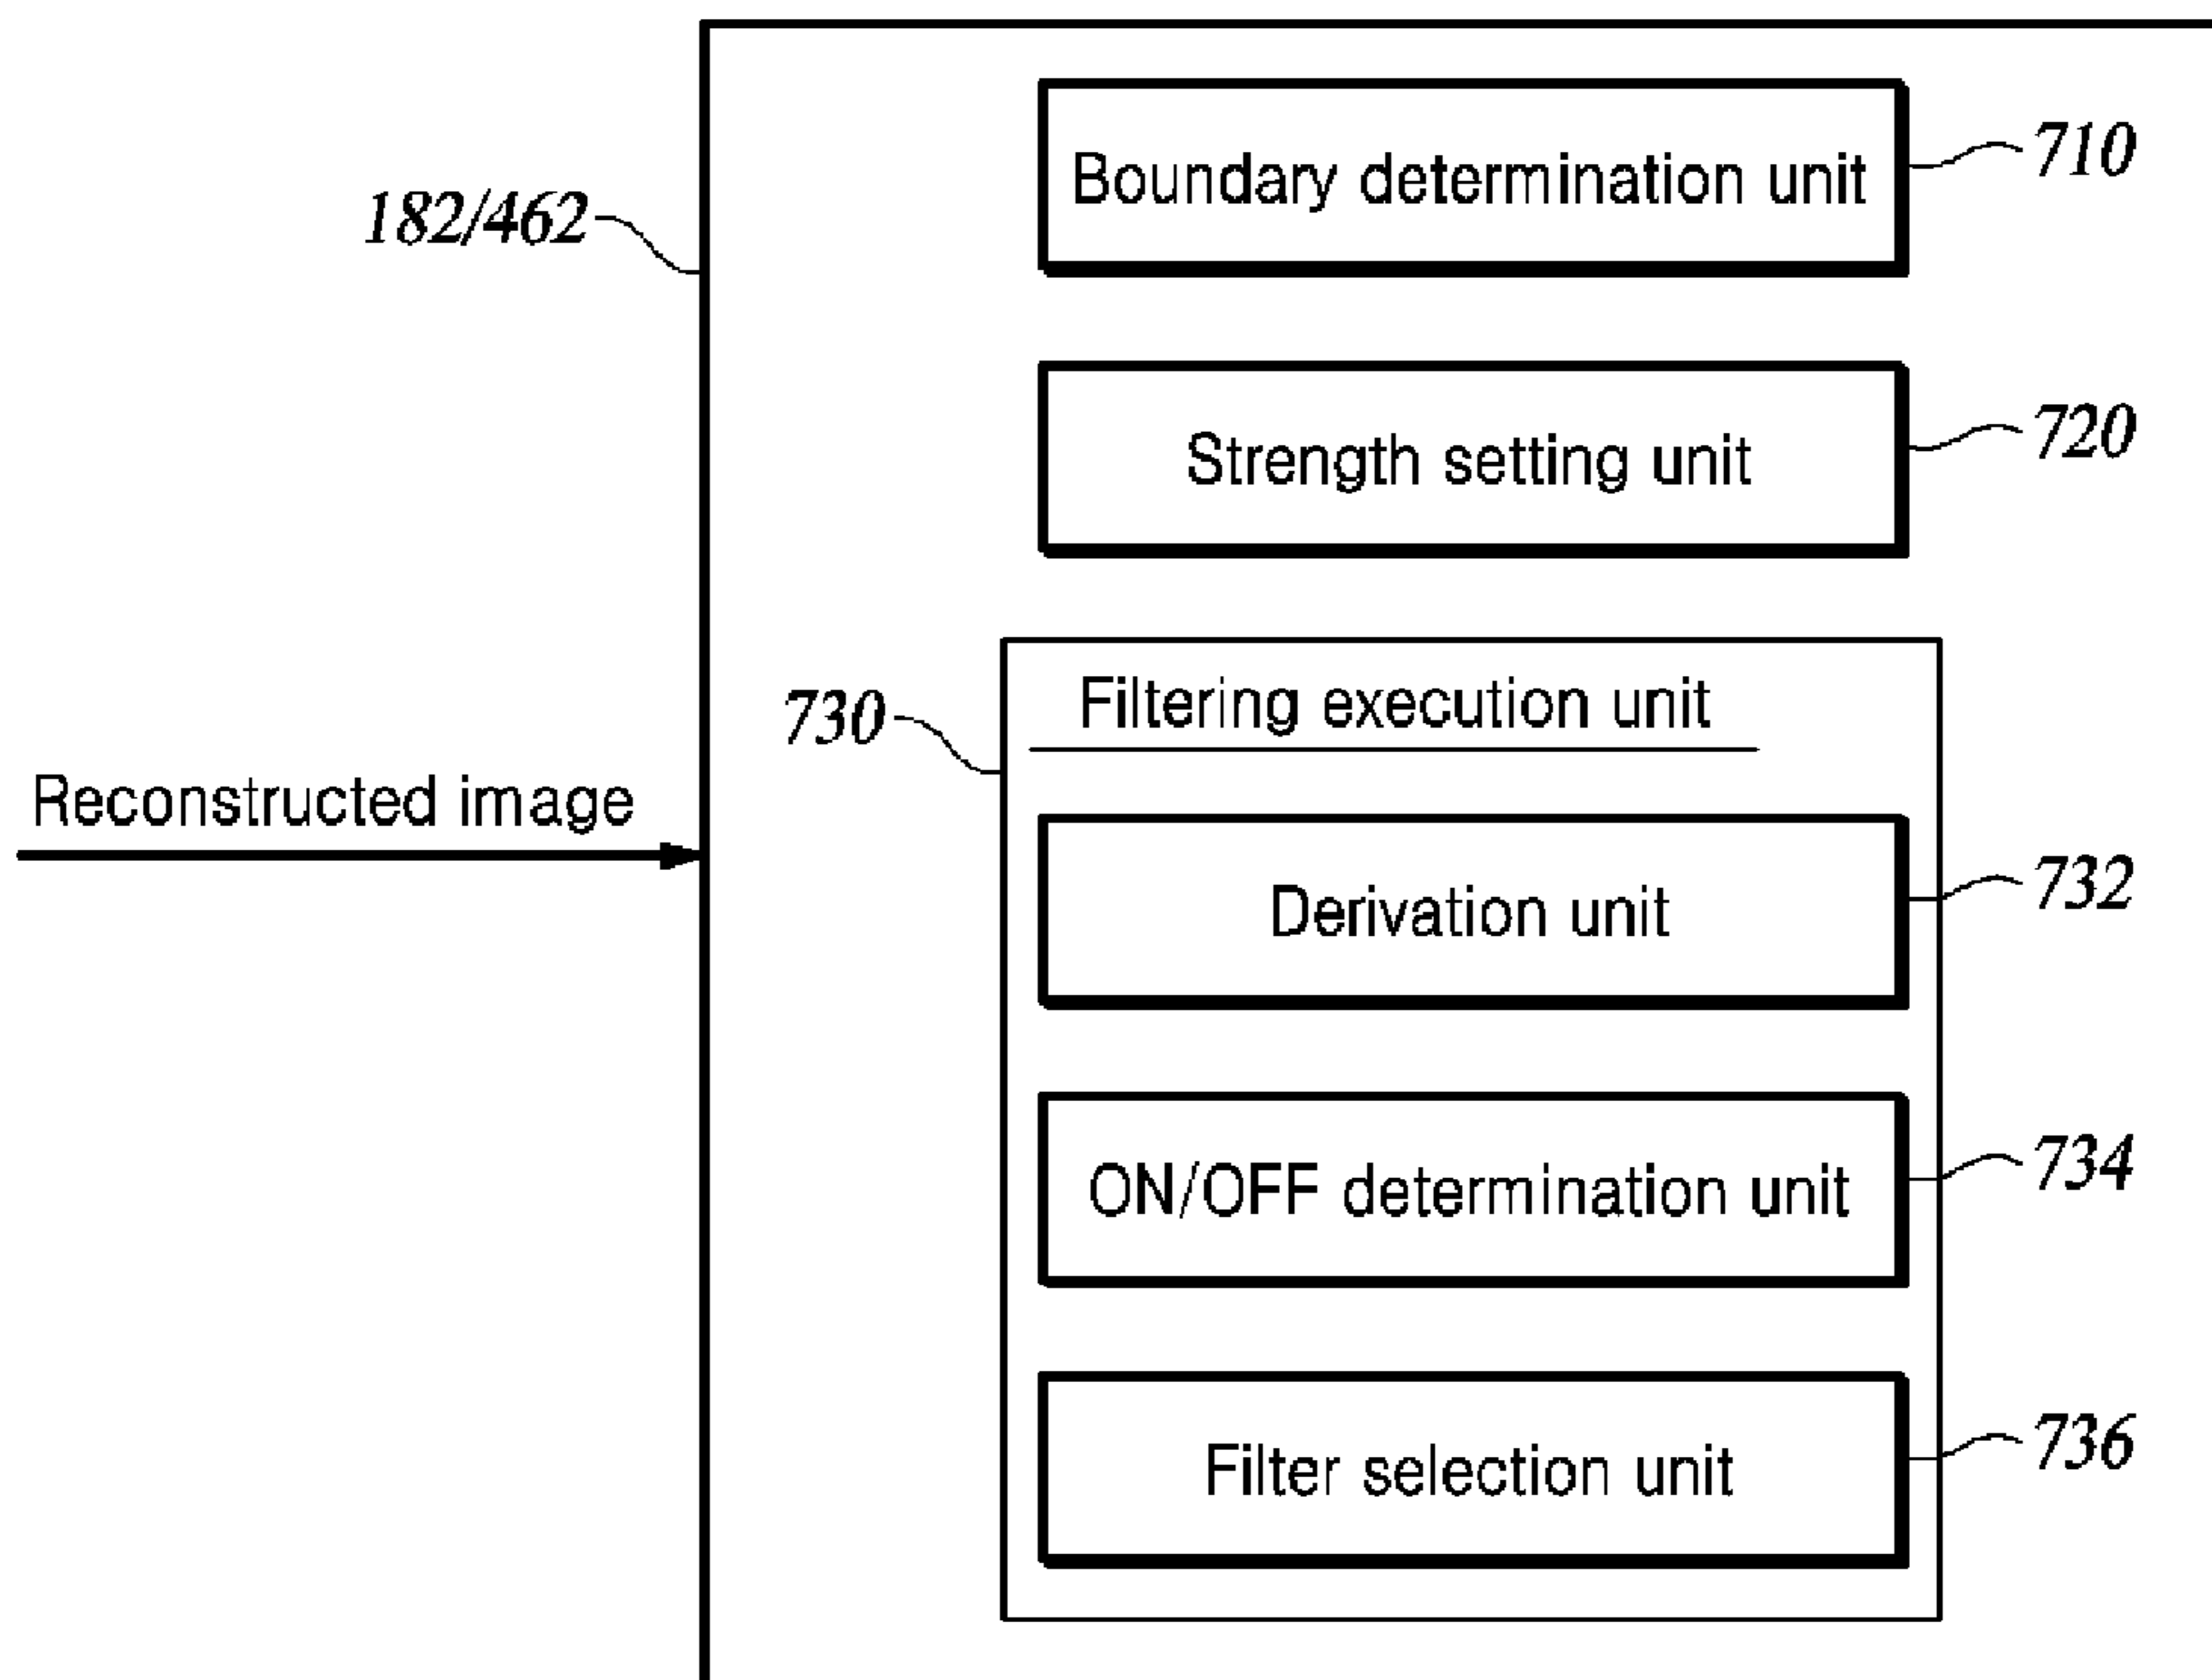 Boundary determination unit
710
182/462
Strength setting unit
720
Filtering execution unit
730
Reconstructed image
Derivation unit
732
ON/OFF determination unit
734
Filter selection unit
736